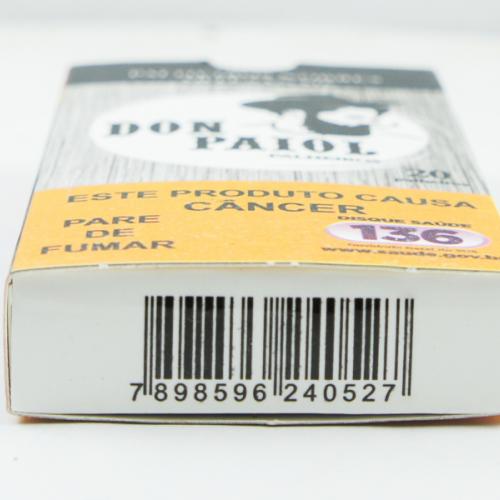 DON
PAIOL
PALHEIROS
20
ESTE PRODUTO CAUSA
CÂNCER
PARE
DE
FUMAR
DISQUE SAÚDE
136
www.saude.gov.b
7 898596 240527